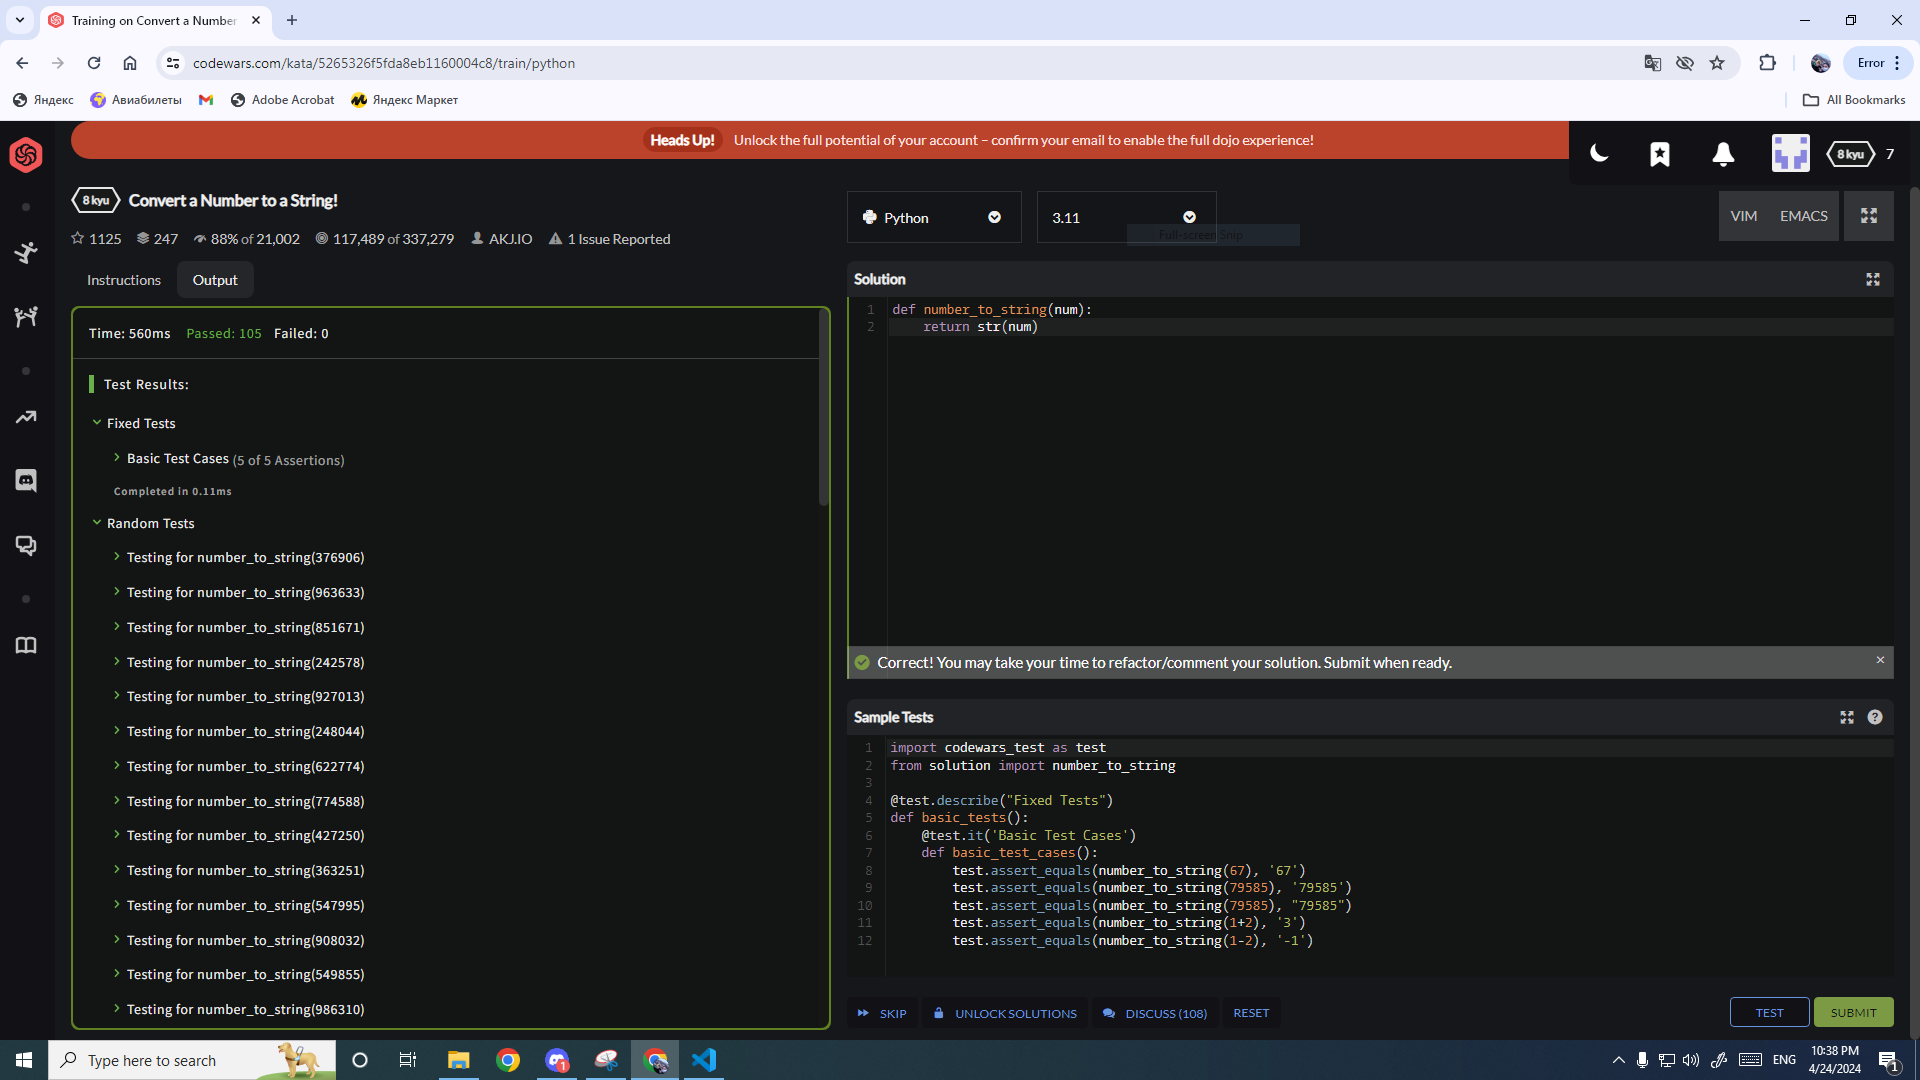 Training on Convert a Number
codewars.com/kata/5265326f5fda8eb1160004c8/train/python
Error
Яндекс
Авиабилеты
Adobe Acrobat
Яндекс Маркет
All Bookmarks
Heads Up! Unlock the full potential of your account – confirm your email to enable the full dojo experience!
8 kyu 7
8 kyu Convert a Number to a String!
1125 247 88% of 21,002 117,489 of 337,279 AKJ.IO 1 Issue Reported
Python
3.11
Full-screen Snip
VIM EMACS
Instructions
Output
Time: 560ms Passed: 105 Failed: 0
Test Results:
Fixed Tests
Basic Test Cases (5 of 5 Assertions)
Completed in 0.11ms
Random Tests
Testing for number_to_string(376906)
Testing for number_to_string(963633)
Testing for number_to_string(851671)
Testing for number_to_string(242578)
Testing for number_to_string(927013)
Testing for number_to_string(248044)
Testing for number_to_string(622774)
Testing for number_to_string(774588)
Testing for number_to_string(427250)
Testing for number_to_string(363251)
Testing for number_to_string(547995)
Testing for number_to_string(908032)
Testing for number_to_string(549855)
Testing for number_to_string(986310)
Solution
1 def number_to_string(num):
2     return str(num)
Correct! You may take your time to refactor/comment your solution. Submit when ready.
Sample Tests
1 import codewars_test as test
2 from solution import number_to_string
3
4 @test.describe("Fixed Tests")
5 def basic_tests():
6     @test.it('Basic Test Cases')
7     def basic_test_cases():
8         test.assert_equals(number_to_string(67), '67')
9         test.assert_equals(number_to_string(79585), '79585')
10         test.assert_equals(number_to_string(79585), "79585")
11         test.assert_equals(number_to_string(1+2), '3')
12         test.assert_equals(number_to_string(1-2), '-1')
SKIP
UNLOCK SOLUTIONS
DISCUSS (108)
RESET
TEST
SUBMIT
Type here to search
1
ENG
10:38 PM
4/24/2024
1